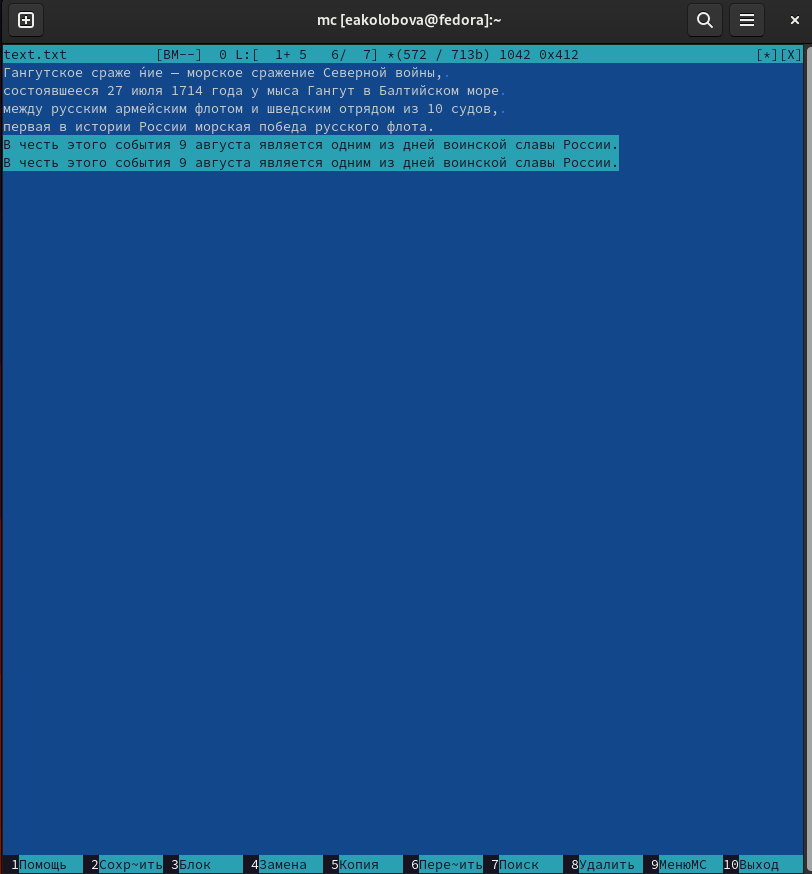 mc [eakolobova@fedora]:~
text.txt [BM--] 0 L:[ 1+ 5 6/ 7] *(572 / 713b) 1042 0x412 [*][X]
Гангутское сраже ́ние — морское сражение Северной войны,.
состоявшееся 27 июля 1714 года у мыса Гангут в Балтийском море.
между русским армейским флотом и шведским отрядом из 10 судов,.
первая в истории России морская победа русского флота.
В честь этого события 9 августа является одним из дней воинской славы России.
В честь этого события 9 августа является одним из дней воинской славы России.
1Помощь 2Сохр~ить 3Блок 4Замена 5Копия 6Пере~ить 7Поиск 8Удалить 9МенюMC 10Выход